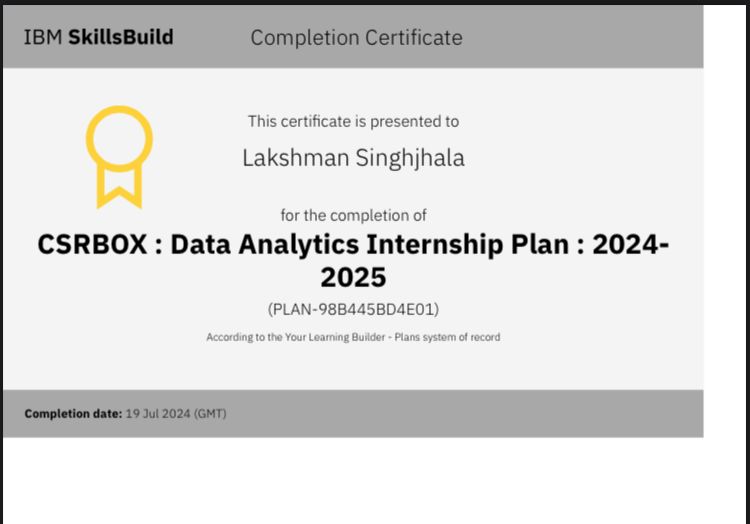 IBM SkillsBuild
Completion Certificate
This certificate is presented to
Lakshman Singhjhala
for the completion of
CSRBOX : Data Analytics Internship Plan : 2024-
2025
(PLAN-98B445BD4E01)
According to the Your Learning Builder - Plans system of record
Completion date: 19 Jul 2024 (GMT)